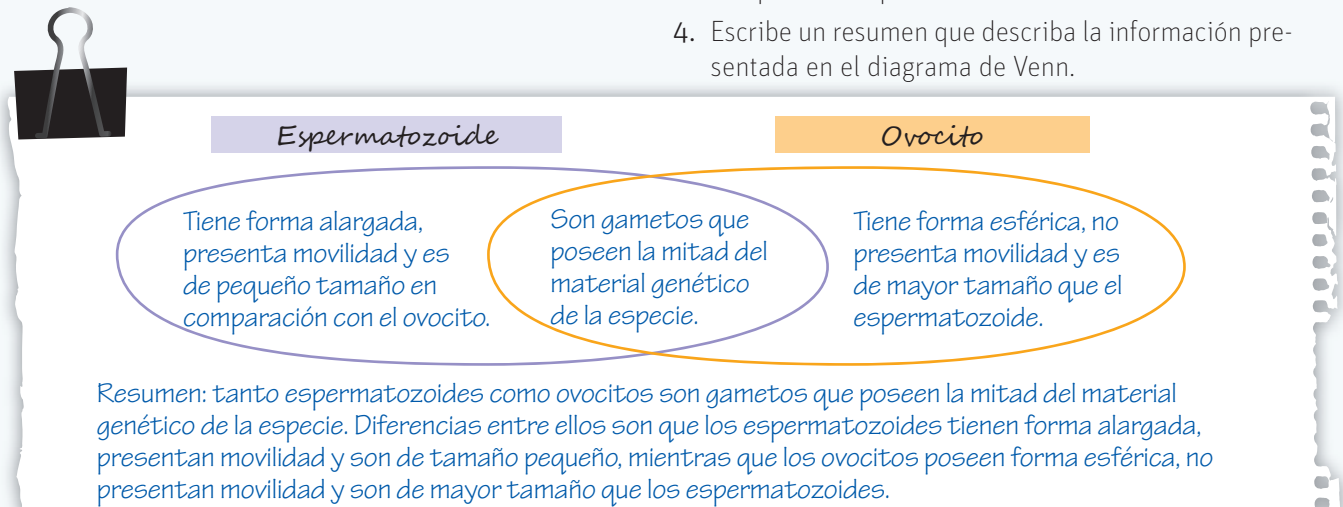 4. Escribe un resumen que describa la información pre-
sentada en el diagrama de Venn.
Espermatozoide
Ovocito
Tiene forma alargada,
presenta movilidad y es
de pequeño tamaño en
comparación con el ovocito.
Son gametos que
poseen la mitad del
material genético
de la especie.
Tiene forma esférica, no
presenta movilidad y es
de mayor tamaño que el
espermatozoide.
Resumen: tanto espermatozoides como ovocitos son gametos que poseen la mitad del material
genético de la especie. Diferencias entre ellos son que los espermatozoides tienen forma alargada,
presentan movilidad y son de tamaño pequeño, mientras que los ovocitos poseen forma esférica, no
presentan movilidad y son de mayor tamaño que los espermatozoides.